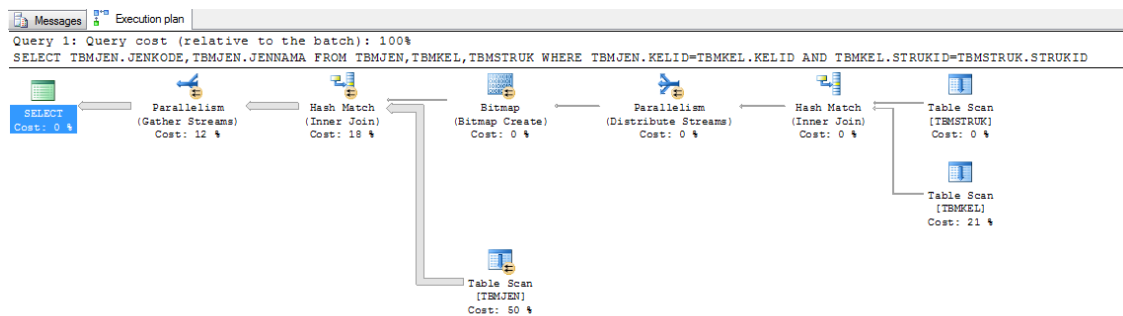 Messages Execution plan
Query 1: Query cost (relative to the batch): 100%
SELECT TBMJEN.JENKODE,TBMJEN.JENNAMA FROM TBMJEN,TBMKEL,TBMSTRUK WHERE TBMJEN.KELID=TBMKEL.KELID AND TBMKEL.STRUKID=TBMSTRUK.STRUKID
SELECT
Cost: 0 %
Parallelism
(Gather Streams)
Cost: 12 %
Hash Match
(Inner Join)
Cost: 18 %
Bitmap
(Bitmap Create)
Cost: 0 %
Parallelism
(Distribute Streams)
Cost: 0 %
Hash Match
(Inner Join)
Cost: 0 %
Table Scan
[TBMSTRUK]
Cost: 0 %
Table Scan
[TBMKEL]
Cost: 21 %
Table Scan
[TBMJEN]
Cost: 50 %